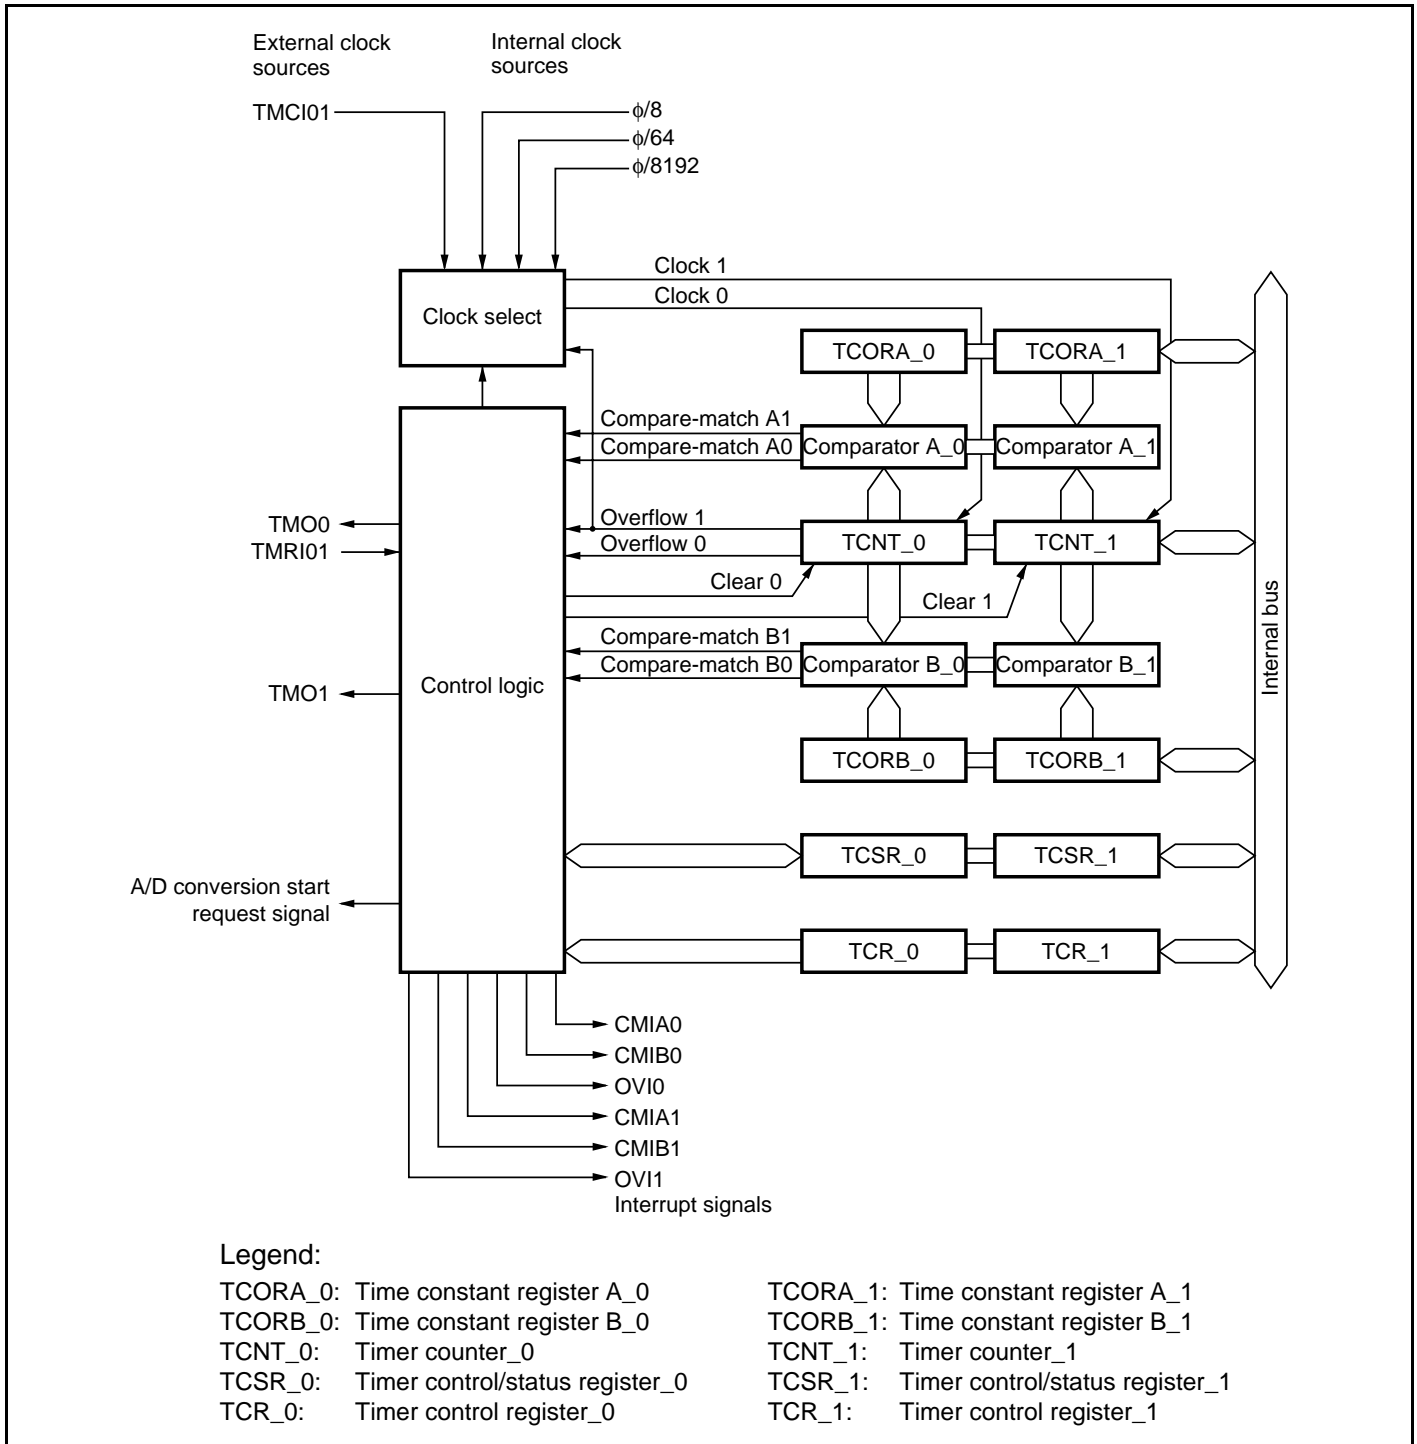 External clock
sources
Internal clock
sources
TMCI01
ϕ/8
ϕ/64
ϕ/8192
Clock 1
Clock 0
Clock select
TCORA_0
TCORA_1
Compare-match A1
Compare-match A0
Comparator A_0
Comparator A_1
TMO0
TMRI01
Overflow 1
Overflow 0
TCNT_0
TCNT_1
Clear 0
Clear 1
Internal bus
Compare-match B1
Compare-match B0
Comparator B_0
Comparator B_1
TMO1
Control logic
TCORB_0
TCORB_1
TCSR_0
TCSR_1
A/D conversion start
request signal
TCR_0
TCR_1
CMIA0
CMIB0
OVI0
CMIA1
CMIB1
OVI1
Interrupt signals
Legend:
TCORA_0: Time constant register A_0
TCORA_1: Time constant register A_1
TCORB_0: Time constant register B_0
TCORB_1: Time constant register B_1
TCNT_0: Timer counter_0
TCNT_1: Timer counter_1
TCSR_0: Timer control/status register_0
TCSR_1: Timer control/status register_1
TCR_0: Timer control register_0
TCR_1: Timer control register_1